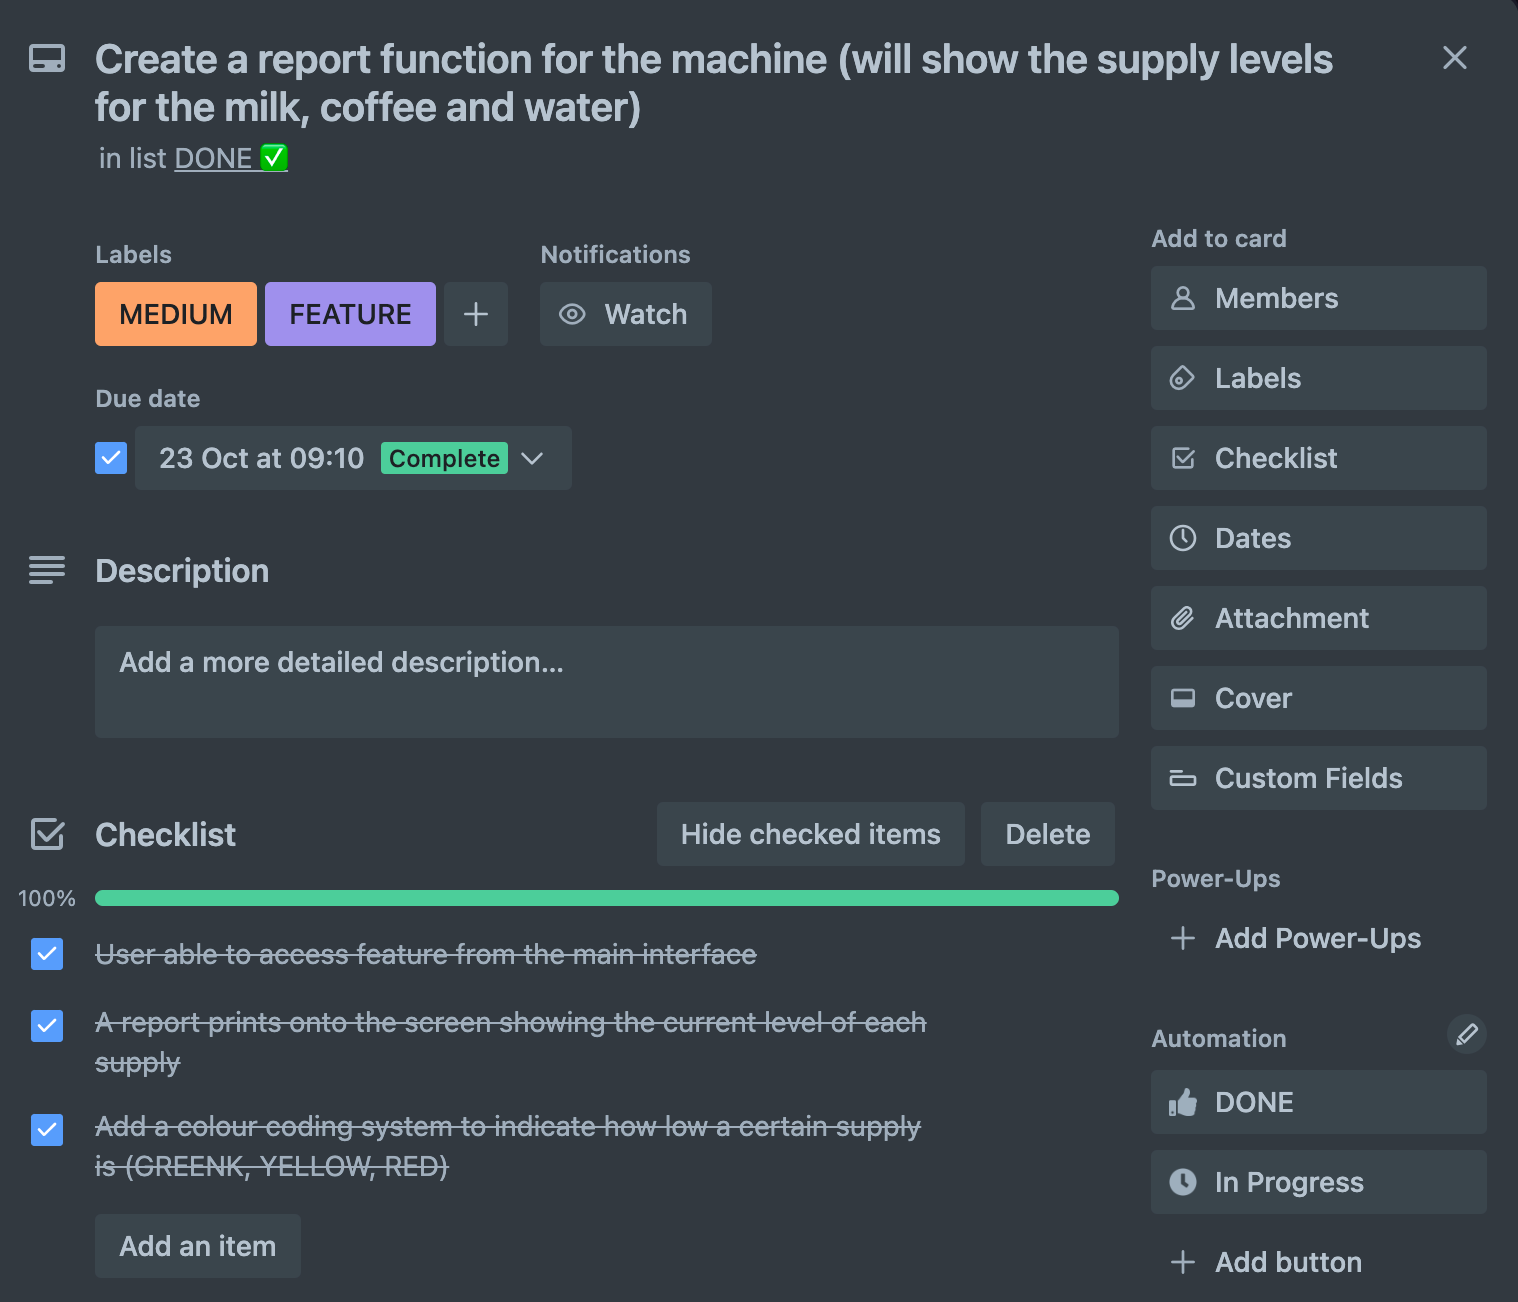 Create a report function for the machine (will show the supply levels
for the milk, coffee and water)
in list DONE ✅
Labels
MEDIUM
FEATURE
Notifications
Watch
Due date
23 Oct at 09:10 Complete
Description
Add a more detailed description...
Checklist
Hide checked items
Delete
100%
User able to access feature from the main interface
A report prints onto the screen showing the current level of each
supply
Add a colour coding system to indicate how low a certain supply
is (GREENK, YELLOW, RED)
Add an item
Add to card
Members
Labels
Checklist
Dates
Attachment
Cover
Custom Fields
Power-Ups
Add Power-Ups
Automation
DONE
In Progress
Add button